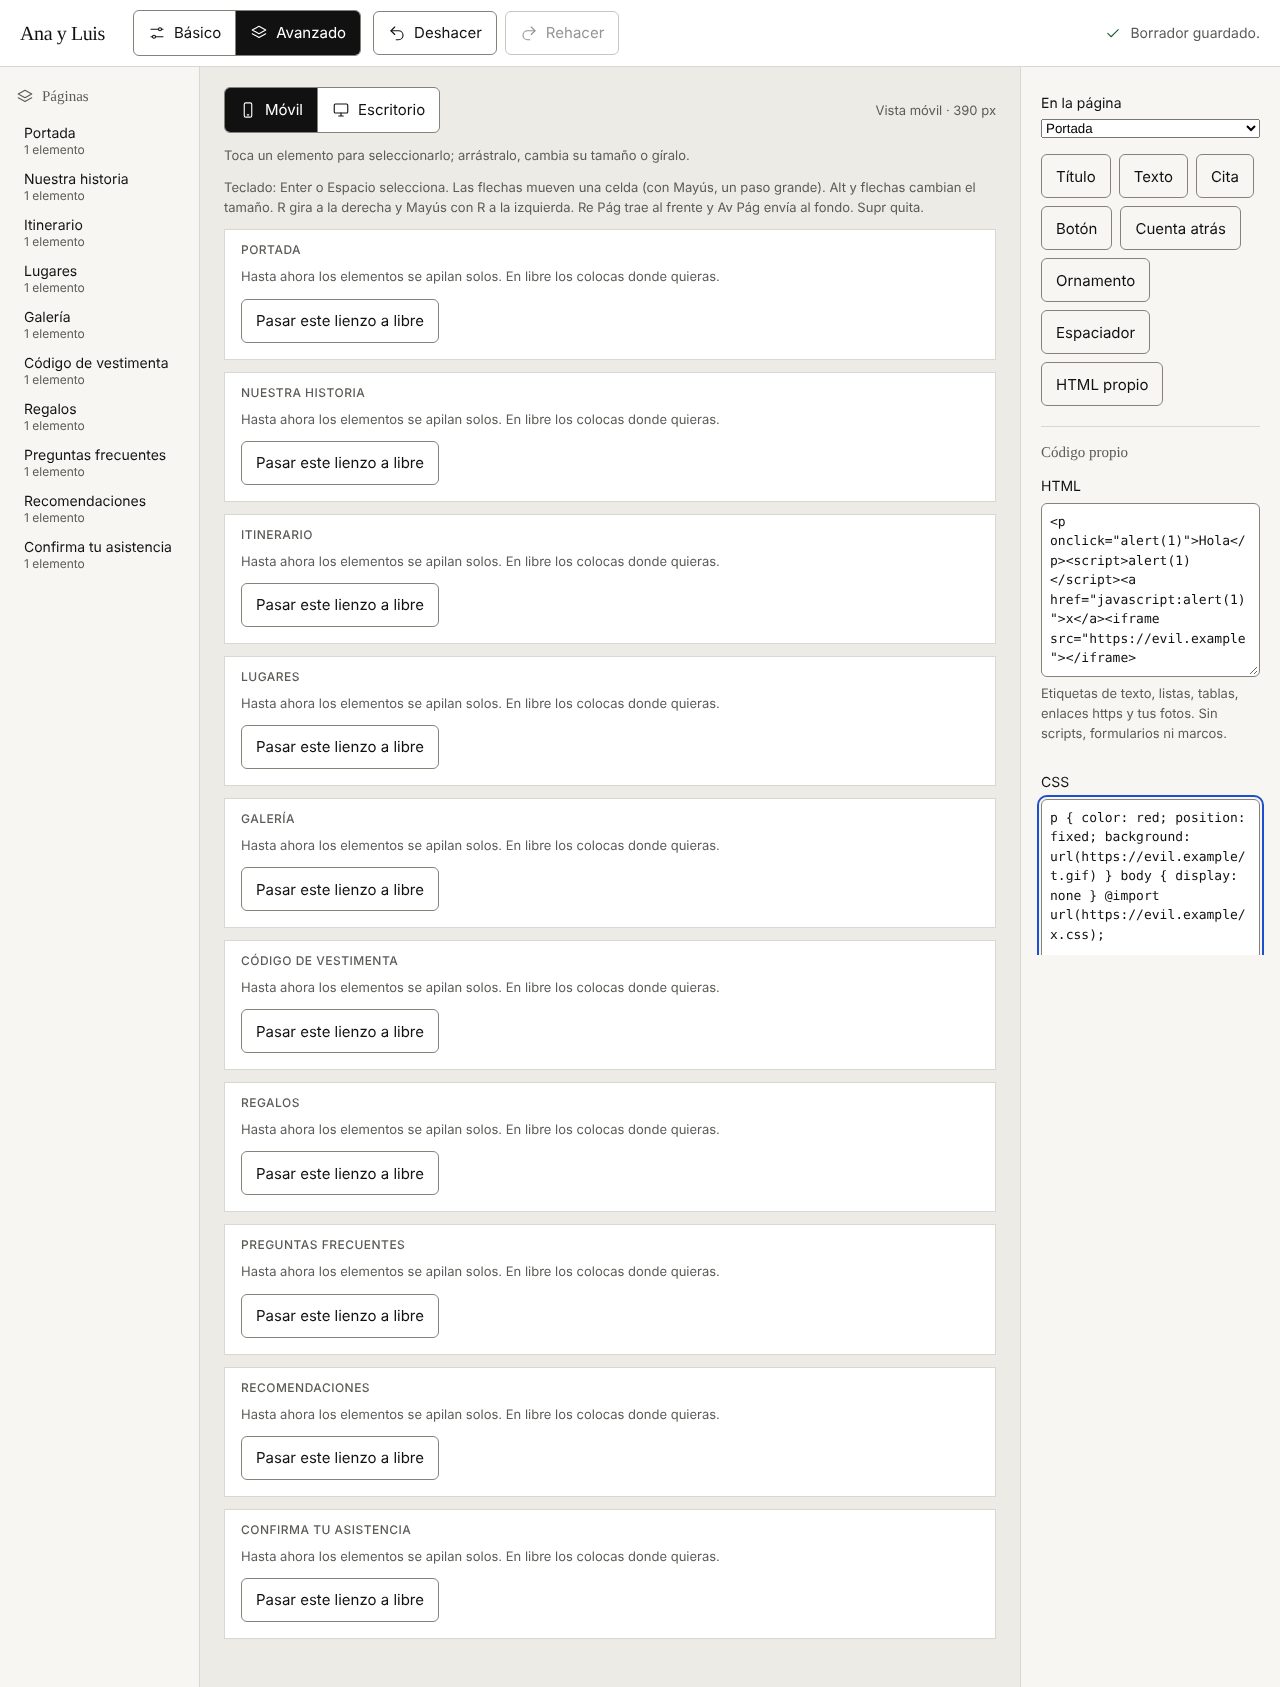 Ana y Luis
Básico
Avanzado
Deshacer
Rehacer
Borrador guardado.
Páginas
Portada
1 elemento
Nuestra historia
1 elemento
Itinerario
1 elemento
Lugares
1 elemento
Galería
1 elemento
Código de vestimenta
1 elemento
Regalos
1 elemento
Preguntas frecuentes
1 elemento
Recomendaciones
1 elemento
Confirma tu asistencia
1 elemento
Móvil
Escritorio
Vista móvil · 390 px
Toca un elemento para seleccionarlo; arrástralo, cambia su tamaño o gíralo.
Teclado: Enter o Espacio selecciona. Las flechas mueven una celda (con Mayús, un paso grande). Alt y flechas cambian el
tamaño. R gira a la derecha y Mayús con R a la izquierda. Re Pág trae al frente y Av Pág envía al fondo. Supr quita.
PORTADA
Hasta ahora los elementos se apilan solos. En libre los colocas donde quieras.
Pasar este lienzo a libre
NUESTRA HISTORIA
Hasta ahora los elementos se apilan solos. En libre los colocas donde quieras.
Pasar este lienzo a libre
ITINERARIO
Hasta ahora los elementos se apilan solos. En libre los colocas donde quieras.
Pasar este lienzo a libre
LUGARES
Hasta ahora los elementos se apilan solos. En libre los colocas donde quieras.
Pasar este lienzo a libre
GALERÍA
Hasta ahora los elementos se apilan solos. En libre los colocas donde quieras.
Pasar este lienzo a libre
CÓDIGO DE VESTIMENTA
Hasta ahora los elementos se apilan solos. En libre los colocas donde quieras.
Pasar este lienzo a libre
REGALOS
Hasta ahora los elementos se apilan solos. En libre los colocas donde quieras.
Pasar este lienzo a libre
PREGUNTAS FRECUENTES
Hasta ahora los elementos se apilan solos. En libre los colocas donde quieras.
Pasar este lienzo a libre
RECOMENDACIONES
Hasta ahora los elementos se apilan solos. En libre los colocas donde quieras.
Pasar este lienzo a libre
CONFIRMA TU ASISTENCIA
Hasta ahora los elementos se apilan solos. En libre los colocas donde quieras.
Pasar este lienzo a libre
En la página
Portada
Título
Texto
Cita
Botón
Cuenta atrás
Ornamento
Espaciador
HTML propio
Código propio
HTML
<p
onclick="alert(1)">Hola</
p><script>alert(1)
</script><a
href="javascript:alert(1)
">x</a><iframe
src="https://evil.example
"></iframe>
Etiquetas de texto, listas, tablas,
enlaces https y tus fotos. Sin
scripts, formularios ni marcos.
CSS
p { color: red; position:
fixed; background:
url(https://evil.example/
t.gif) } body { display:
none } @import
url(https://evil.example/
x.css);